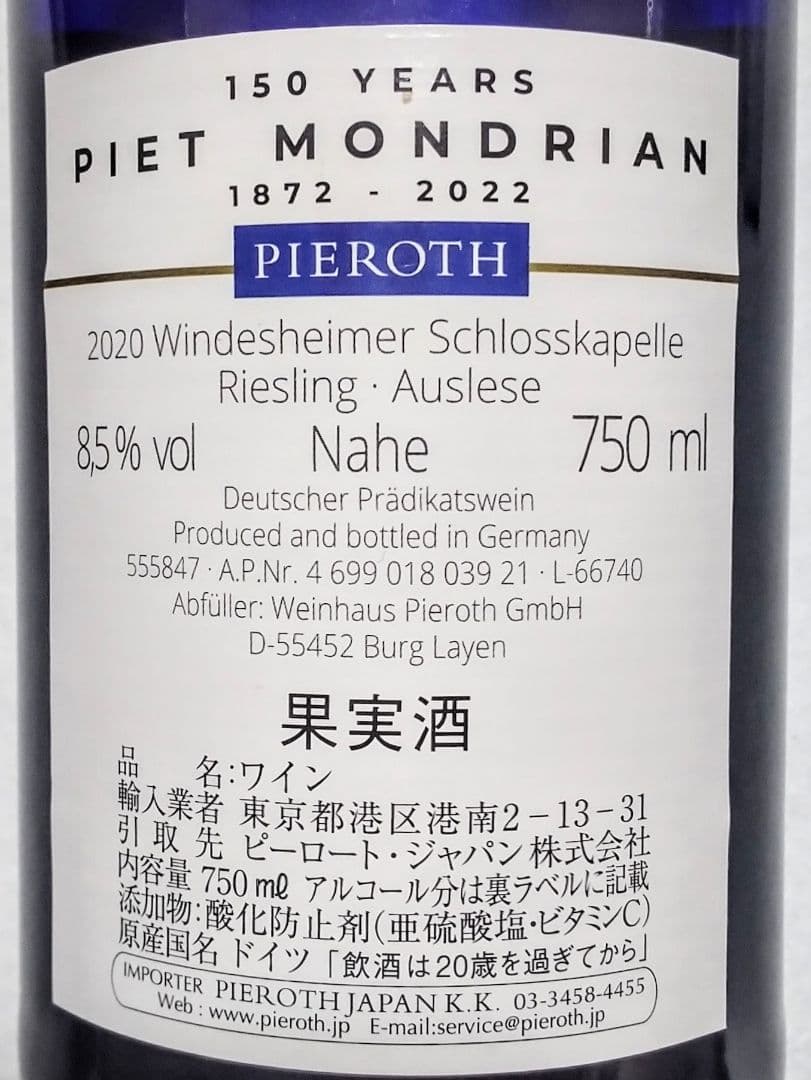 150 YEARS
PIET MONDRIAN
1872 - 2022
PIEROTH
2020 Windesheimer Schlosskapelle
Riesling · Auslese
8,5% vol Nahe 750 ml
Deutscher Prädikatswein
Produced and bottled in Germany
555847 · A.P.Nr. 4 699 018 039 21 · L-66740
Abfüller: Weinhaus Pieroth GmbH
D-55452 Burg Layen
果実酒
品 名:ワイン
輸入業者 東京都港区港南2-13-31
引取先 ピーロート・ジャパン株式会社
内容量 750㎖ アルコール分は裏ラベルに記載
添加物:酸化防止剤(亜硫酸塩・ビタミンC)
原産国名 ドイツ 「飲酒は20歳を過ぎてから」
IMPORTER PIEROTH JAPAN K.K. 03-3458-4455
Web : www.pieroth.jp E-mail:service@pieroth.jp